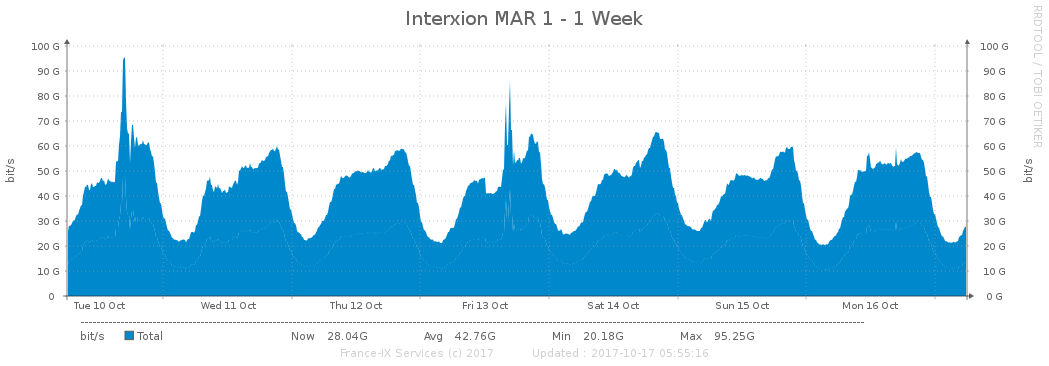 Interxion MAR 1 - 1 Week
RRDTOOL / TOBI OETIKER
bit/s
100 G 100 G
90 G 90 G
80 G 80 G
70 G 70 G
60 G 60 G
50 G 50 G
40 G 40 G
30 G 30 G
20 G 20 G
10 G 10 G
0 0 G
bit/s
Tue 10 Oct Wed 11 Oct Thu 12 Oct Fri 13 Oct Sat 14 Oct Sun 15 Oct Mon 16 Oct
bit/s Total Now 28.04G Avg 42.76G Min 20.18G Max 95.25G
France-IX Services (c) 2017 Updated : 2017-10-17 05:55:16